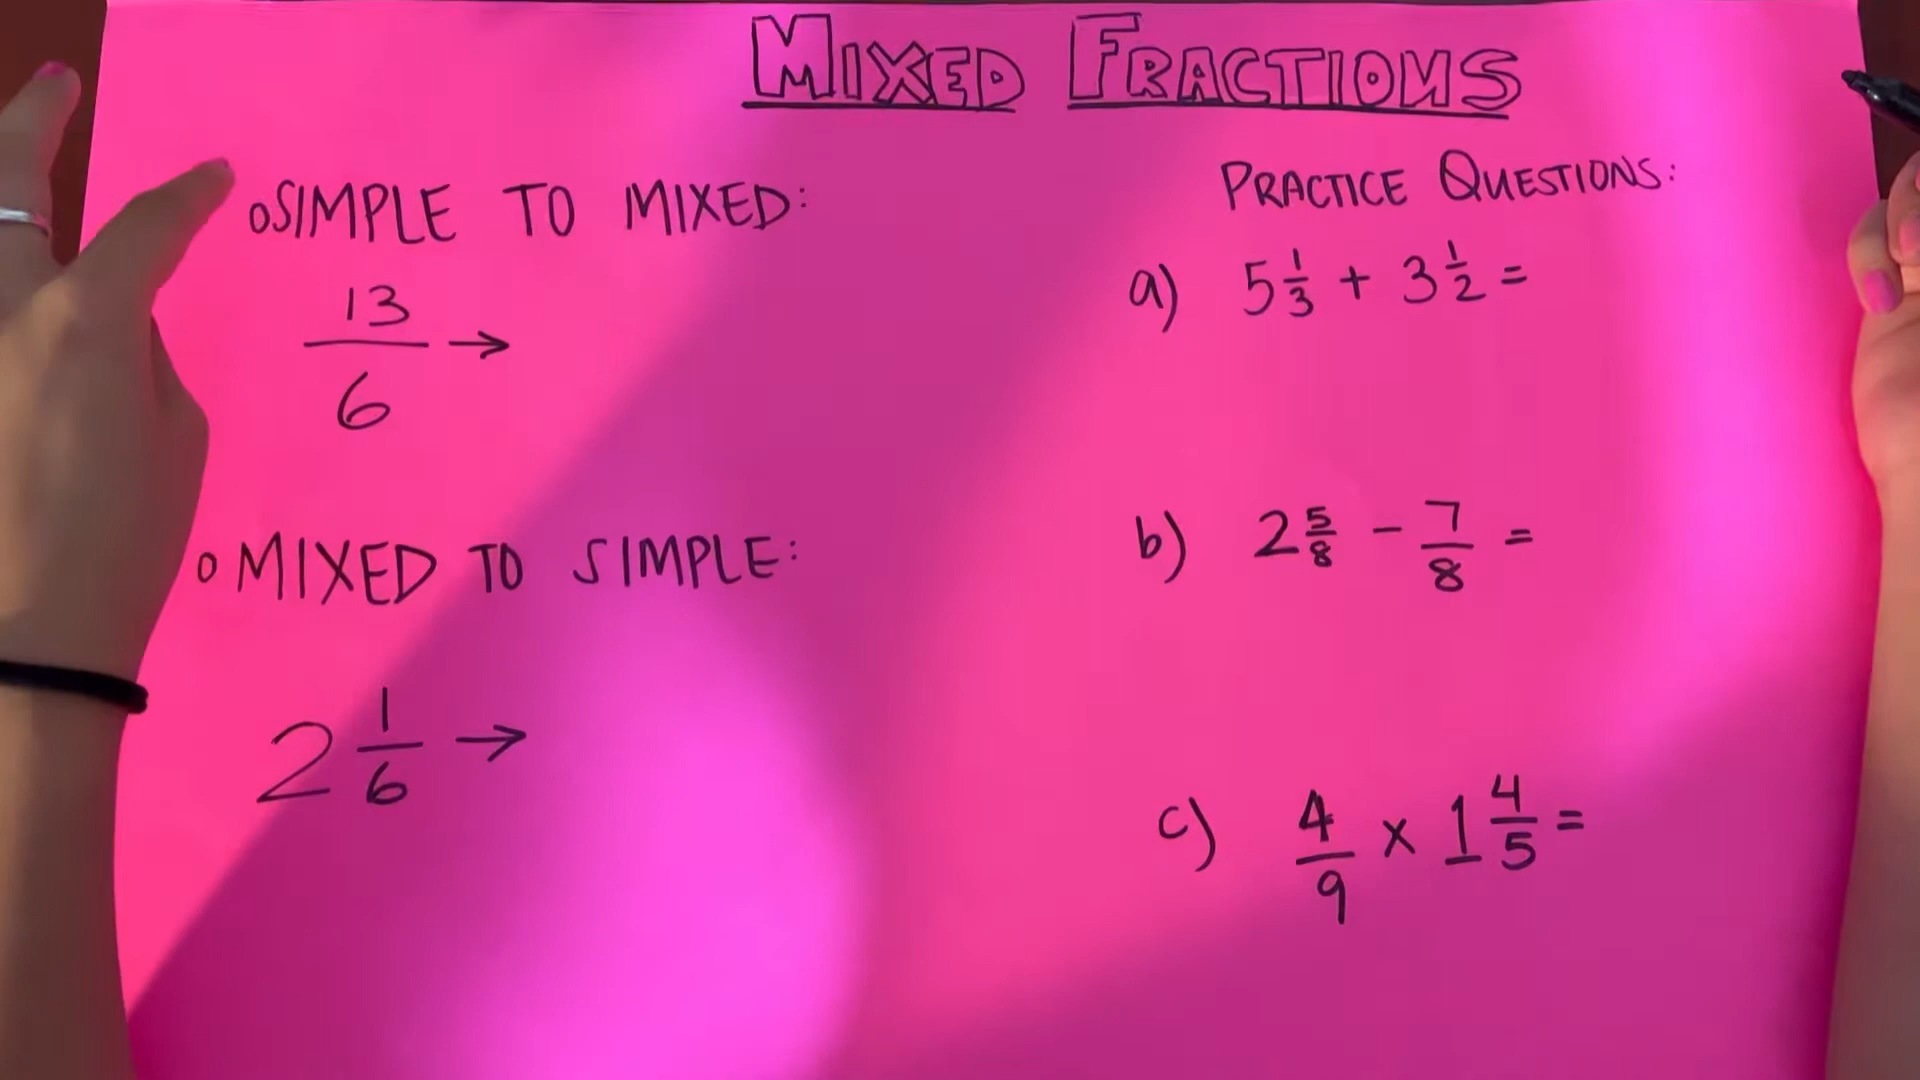 MIXED FRACTIONS
o SIMPLE TO MIXED:
13/6 →
o MIXED TO SIMPLE:
2 1/6 →
PRACTICE QUESTIONS:
a) 5 1/3 + 3 1/2 =
b) 2 5/8 - 7/8 =
c) 4/9 x 1 4/5 =